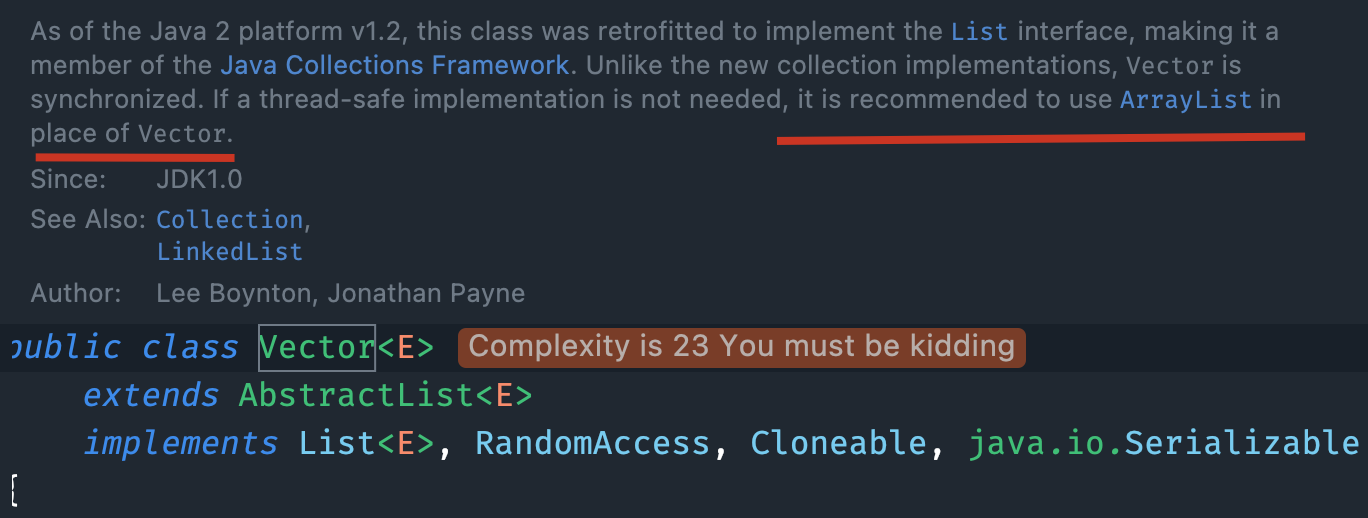 As of the Java 2 platform v1.2, this class was retrofitted to implement the List interface, making it a
member of the Java Collections Framework. Unlike the new collection implementations, Vector is
synchronized. If a thread-safe implementation is not needed, it is recommended to use ArrayList in
place of Vector.
Since: JDK1.0
See Also: Collection,
LinkedList
Author: Lee Boynton, Jonathan Payne
public class Vector<E> Complexity is 23 You must be kidding
extends AbstractList<E>
implements List<E>, RandomAccess, Cloneable, java.io.Serializable
{